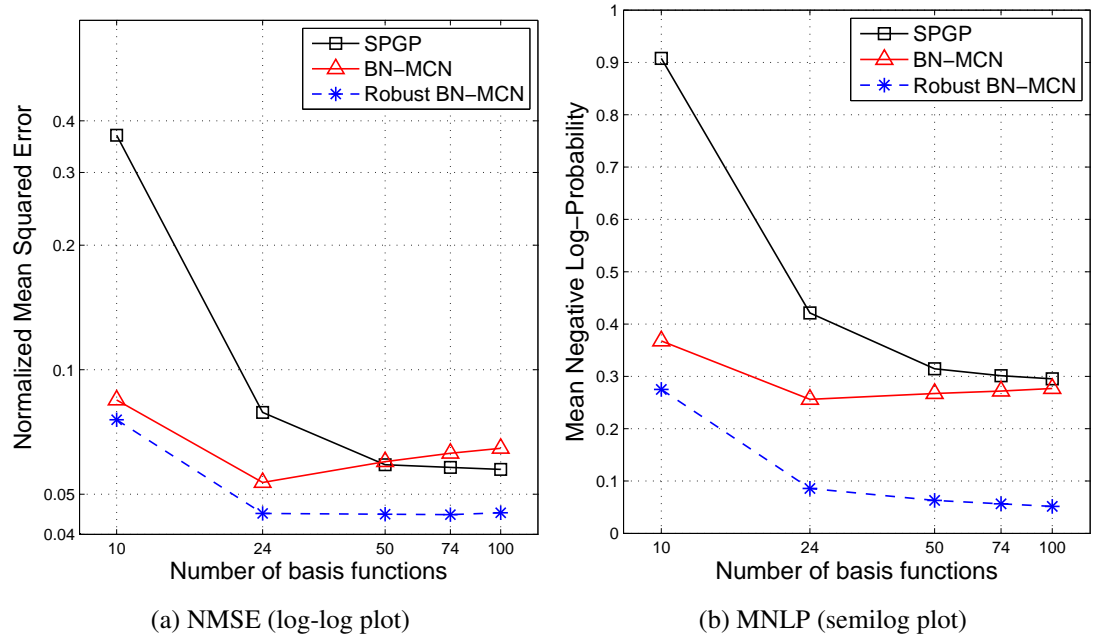 SPGP
BN−MCN
Robust BN−MCN
Normalized Mean Squared Error
0.4
0.3
0.2
0.1
0.05
0.04
10
24
50
74
100
Number of basis functions
(a) NMSE (log-log plot)
SPGP
BN−MCN
Robust BN−MCN
Mean Negative Log−Probability
1
0.9
0.8
0.7
0.6
0.5
0.4
0.3
0.2
0.1
0
10
24
50
74
100
Number of basis functions
(b) MNLP (semilog plot)